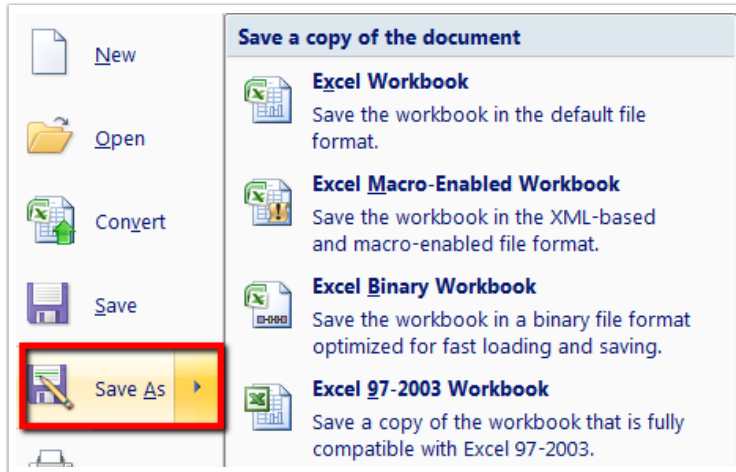 New
Open
Convert
Save
Save As
Save a copy of the document
Excel Workbook
Save the workbook in the default file
format.
Excel Macro-Enabled Workbook
Save the workbook in the XML-based
and macro-enabled file format.
Excel Binary Workbook
Save the workbook in a binary file format
optimized for fast loading and saving.
Excel 97-2003 Workbook
Save a copy of the workbook that is fully
compatible with Excel 97-2003.